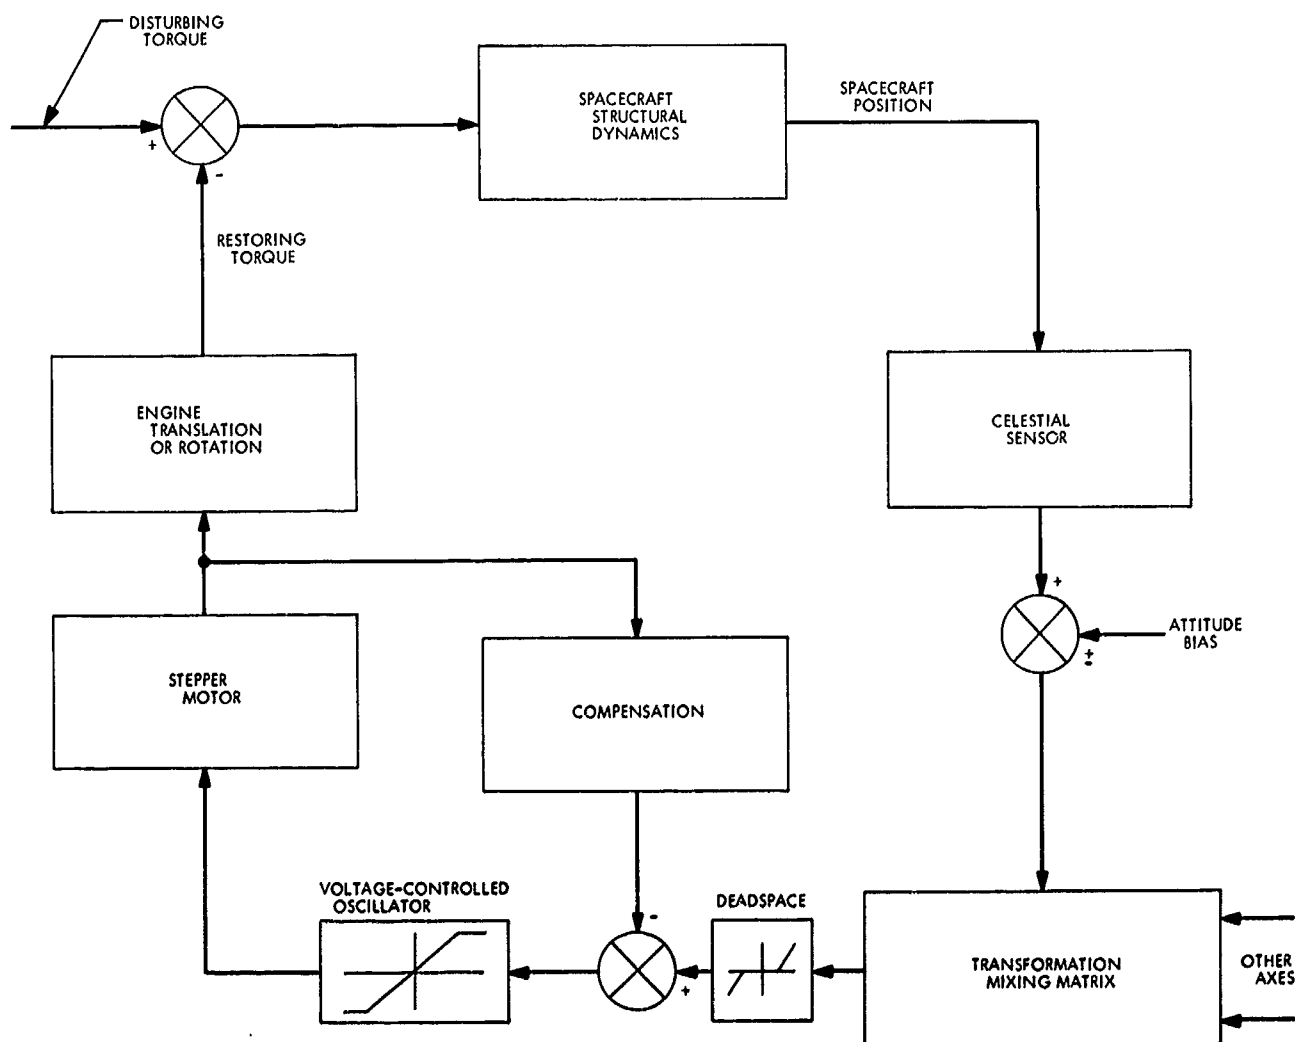 DISTURBING
TORQUE
+
-
SPACECRAFT
STRUCTURAL
DYNAMICS
SPACECRAFT
POSITION
RESTORING
TORQUE
ENGINE
TRANSLATION
OR ROTATION
CELESTIAL
SENSOR
+
ATTITUDE
BIAS
±
STEPPER
MOTOR
COMPENSATION
VOLTAGE-CONTROLLED
OSCILLATOR
-
+
DEADSPACE
TRANSFORMATION
MIXING MATRIX
OTHER
AXES